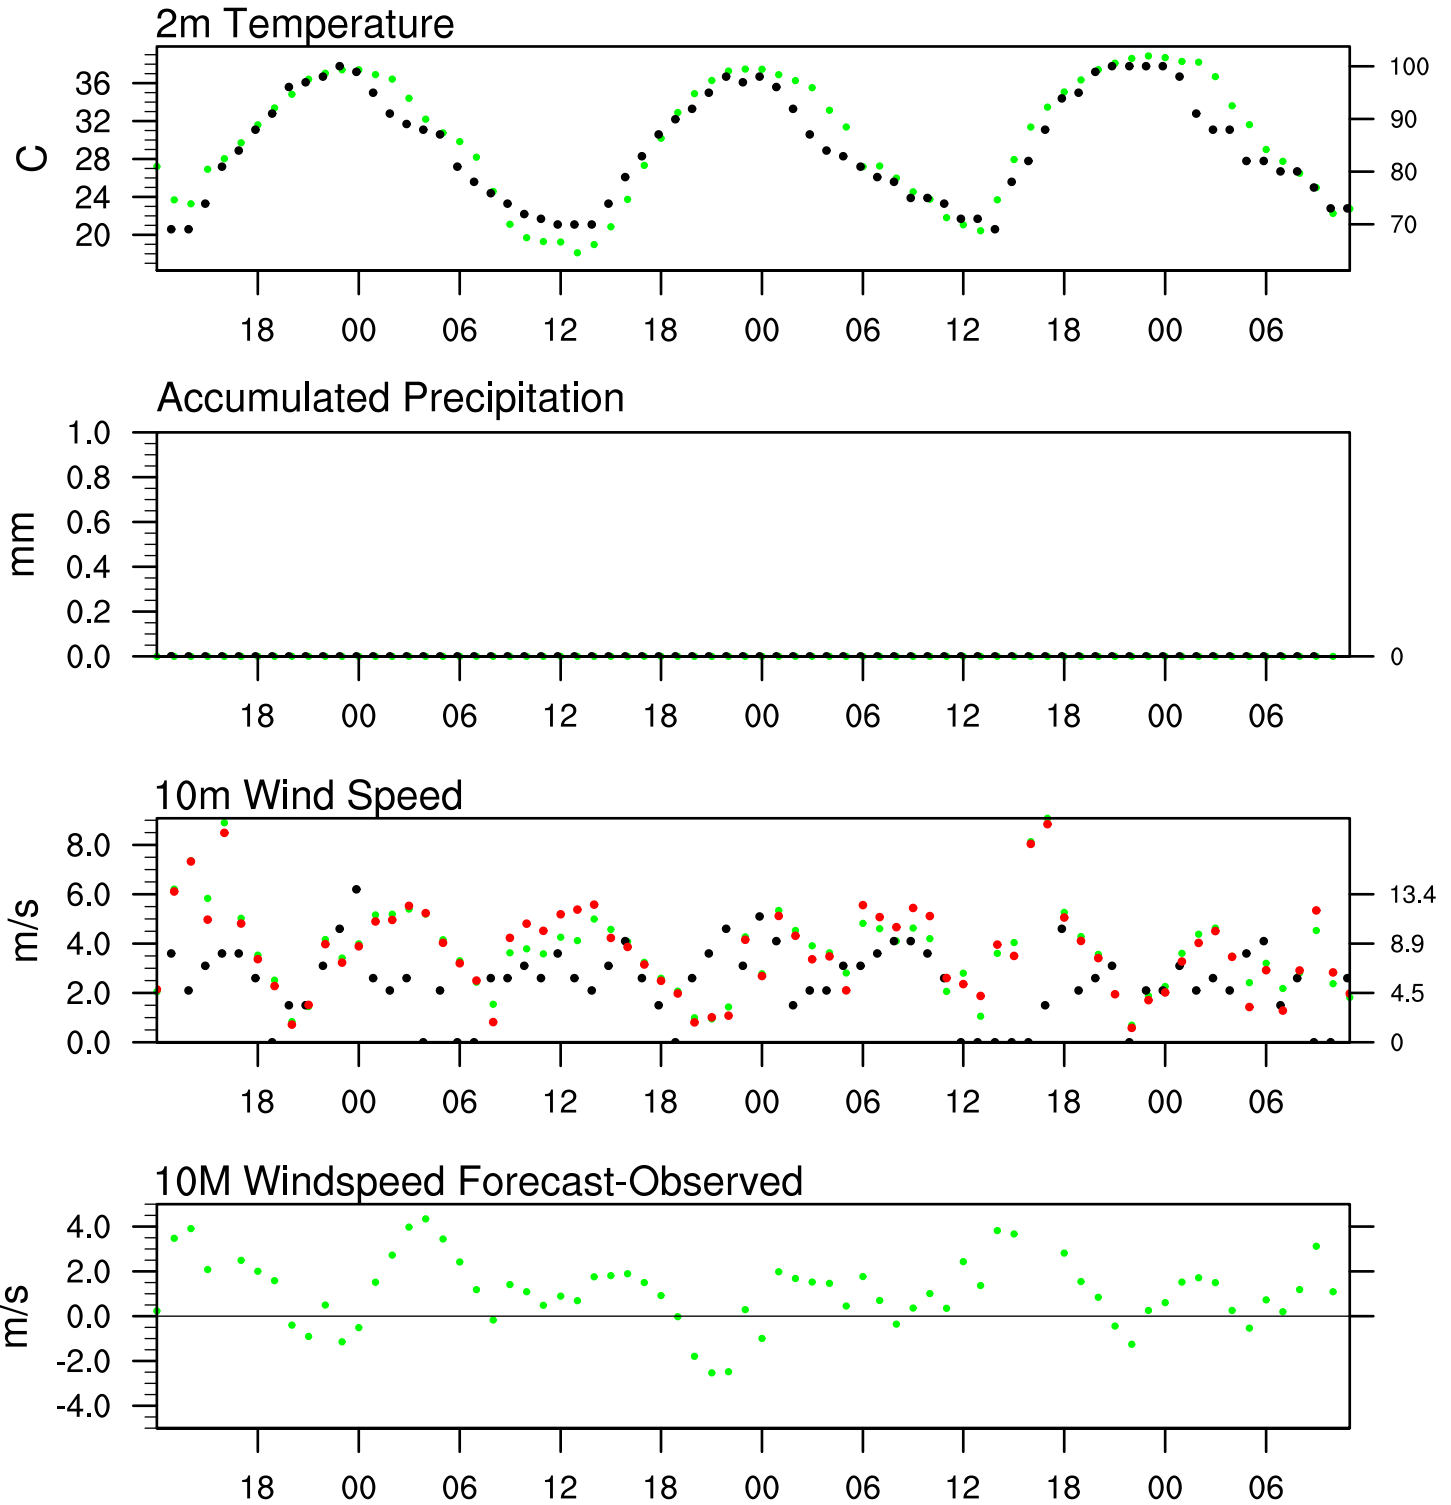 2m Temperature
36
32
28
24
20
C
100
90
80
70
18 00 06 12 18 00 06 12 18 00 06
Accumulated Precipitation
1.0
0.8
0.6
0.4
0.2
0.0
mm
0
18 00 06 12 18 00 06 12 18 00 06
10m Wind Speed
8.0
6.0
4.0
2.0
0.0
m/s
13.4
8.9
4.5
0
18 00 06 12 18 00 06 12 18 00 06
10M Windspeed Forecast-Observed
4.0
2.0
0.0
-2.0
-4.0
m/s
18 00 06 12 18 00 06 12 18 00 06